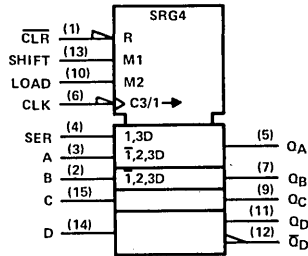 SRG4
CLR (1) R
SHIFT (13) M1
LOAD (10) M2
CLK (6) C3/1
SER (4) 1,3D (5) QA
A (3) 1,2,3D
B (2) 1,2,3D (7) QB
C (15) (9) QC
(11) QD
D (14) (12) QD